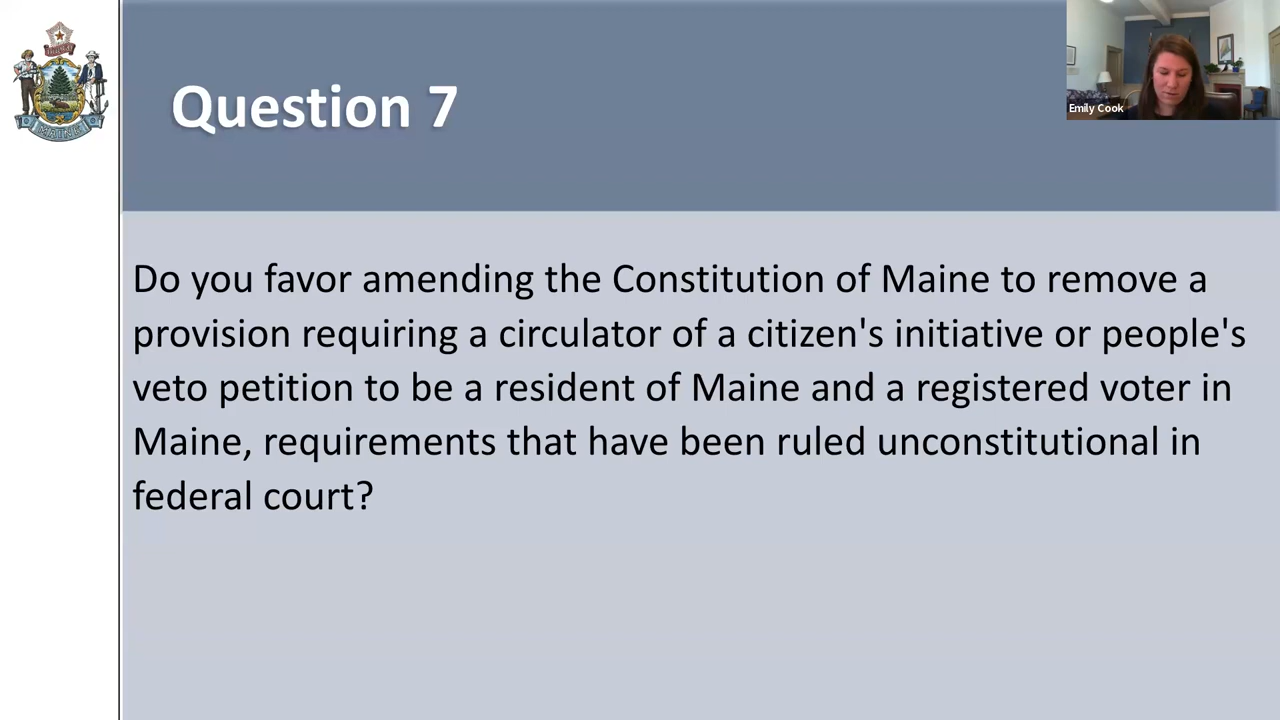 Question 7
Emily Cook
MAINE
Do you favor amending the Constitution of Maine to remove a
provision requiring a circulator of a citizen's initiative or people's
veto petition to be a resident of Maine and a registered voter in
Maine, requirements that have been ruled unconstitutional in
federal court?